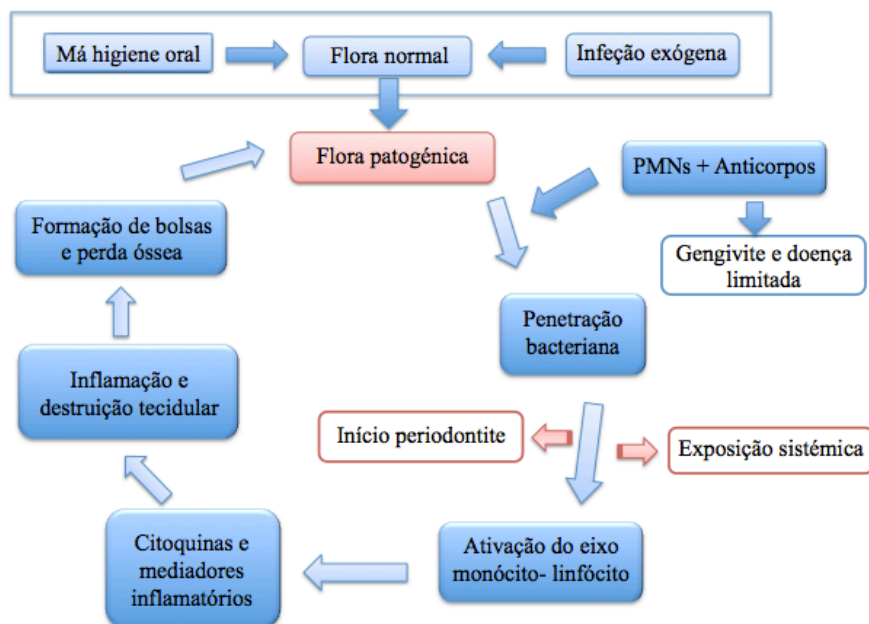 Má higiene oral
Flora normal
Infeção exógena
Flora patogénica
PMNs + Anticorpos
Formação de bolsas
e perda óssea
Gengivite e doença
limitada
Penetração
bacteriana
Inflamação e
destruição tecidular
Início periodontite
Exposição sistémica
Citoquinas e
mediadores
inflamatórios
Ativação do eixo
monócito- linfócito